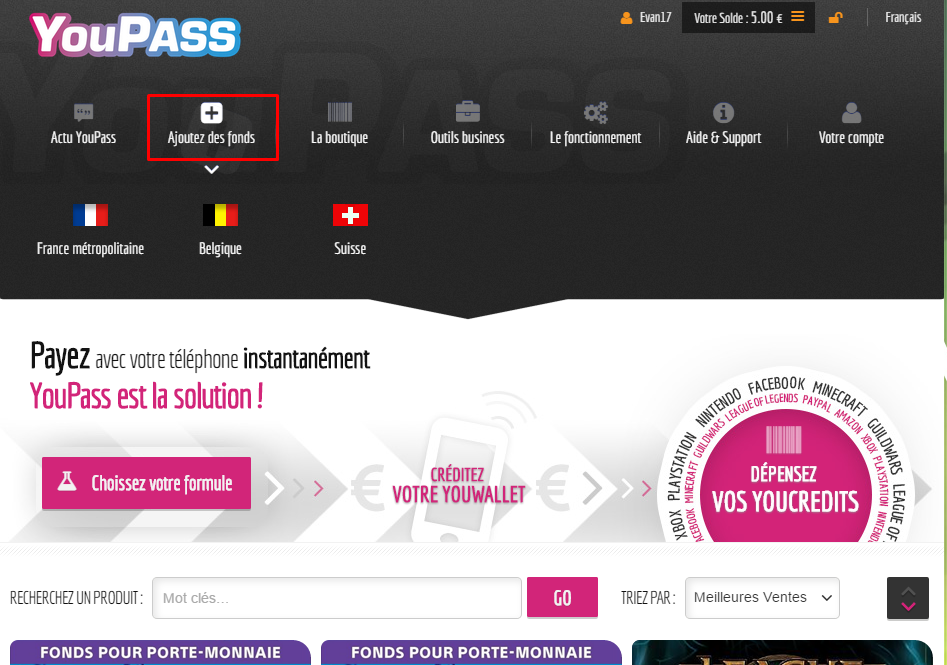 YouPASS
Evan17
Votre Solde : 5.00 €
Français
Actu YouPass
Ajoutez des fonds
La boutique
Outils business
Le fonctionnement
Aide & Support
Votre compte
France métropolitaine
Belgique
Suisse
Payez avec votre téléphone instantanément
YouPass est la solution !
Choissez votre formule
CRÉDITEZ
VOTRE YOUWALLET
XBOX PLAYSTATION NINTENDO FACEBOOK MINECRAFT GUILDWARS LEAGUE OF
FACEBOOK MINECRAFT GUILDWARS LEAGUE OF LEGENDS PAYPAL AMAZON XBOX PLAYSTATION NINTENDO
DÉPENSEZ
VOS YOUCREDITS
RECHERCHEZ UN PRODUIT :
Mot clés...
GO
TRIEZ PAR :
Meilleures Ventes
FONDS POUR PORTE-MONNAIE
FONDS POUR PORTE-MONNAIE